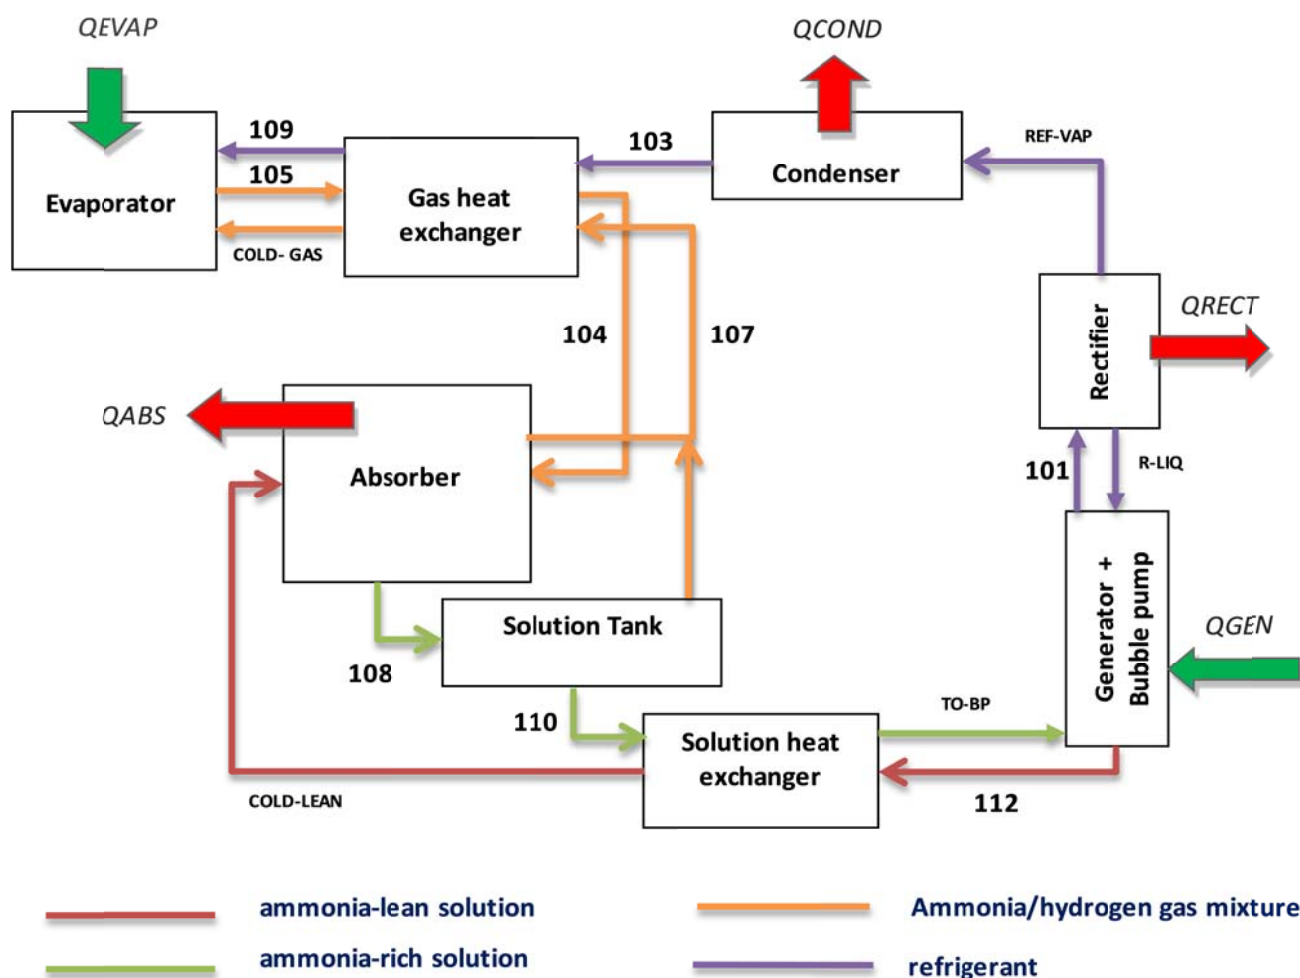 QEVAP
QCOND
109
103
REF-VAP
105
Evaporator
Gas heat
exchanger
Condenser
COLD- GAS
104
107
QRECT
Rectifier
QABS
Absorber
101
R-LIQ
Generator +
Bubble pump
QGEN
Solution Tank
108
110
TO-BP
Solution heat
exchanger
COLD-LEAN
112
ammonia-lean solution
Ammonia/hydrogen gas mixture
ammonia-rich solution
refrigerant